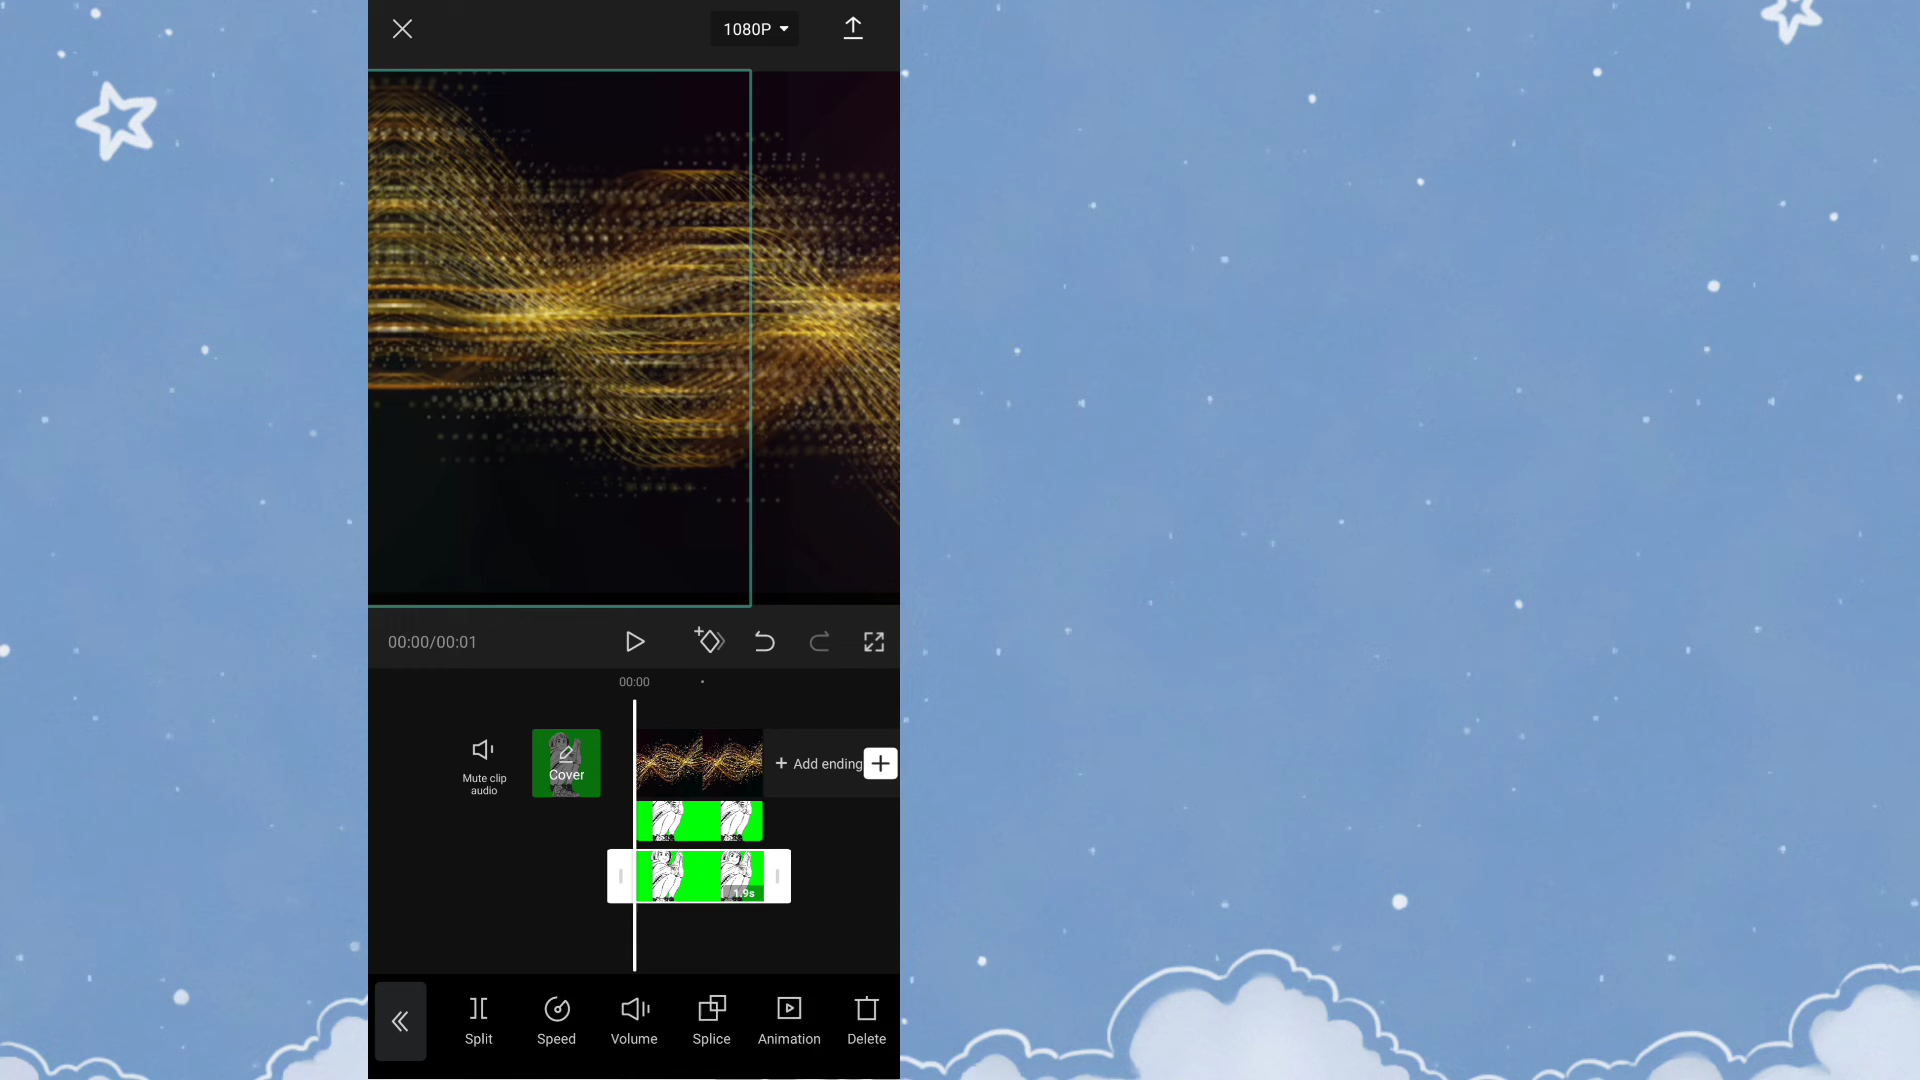 1080P
00:00/00:01
00:00
Mute clip
audio
Cover
+ Add ending
1.9s
Split
Speed
Volume
Splice
Animation
Delete